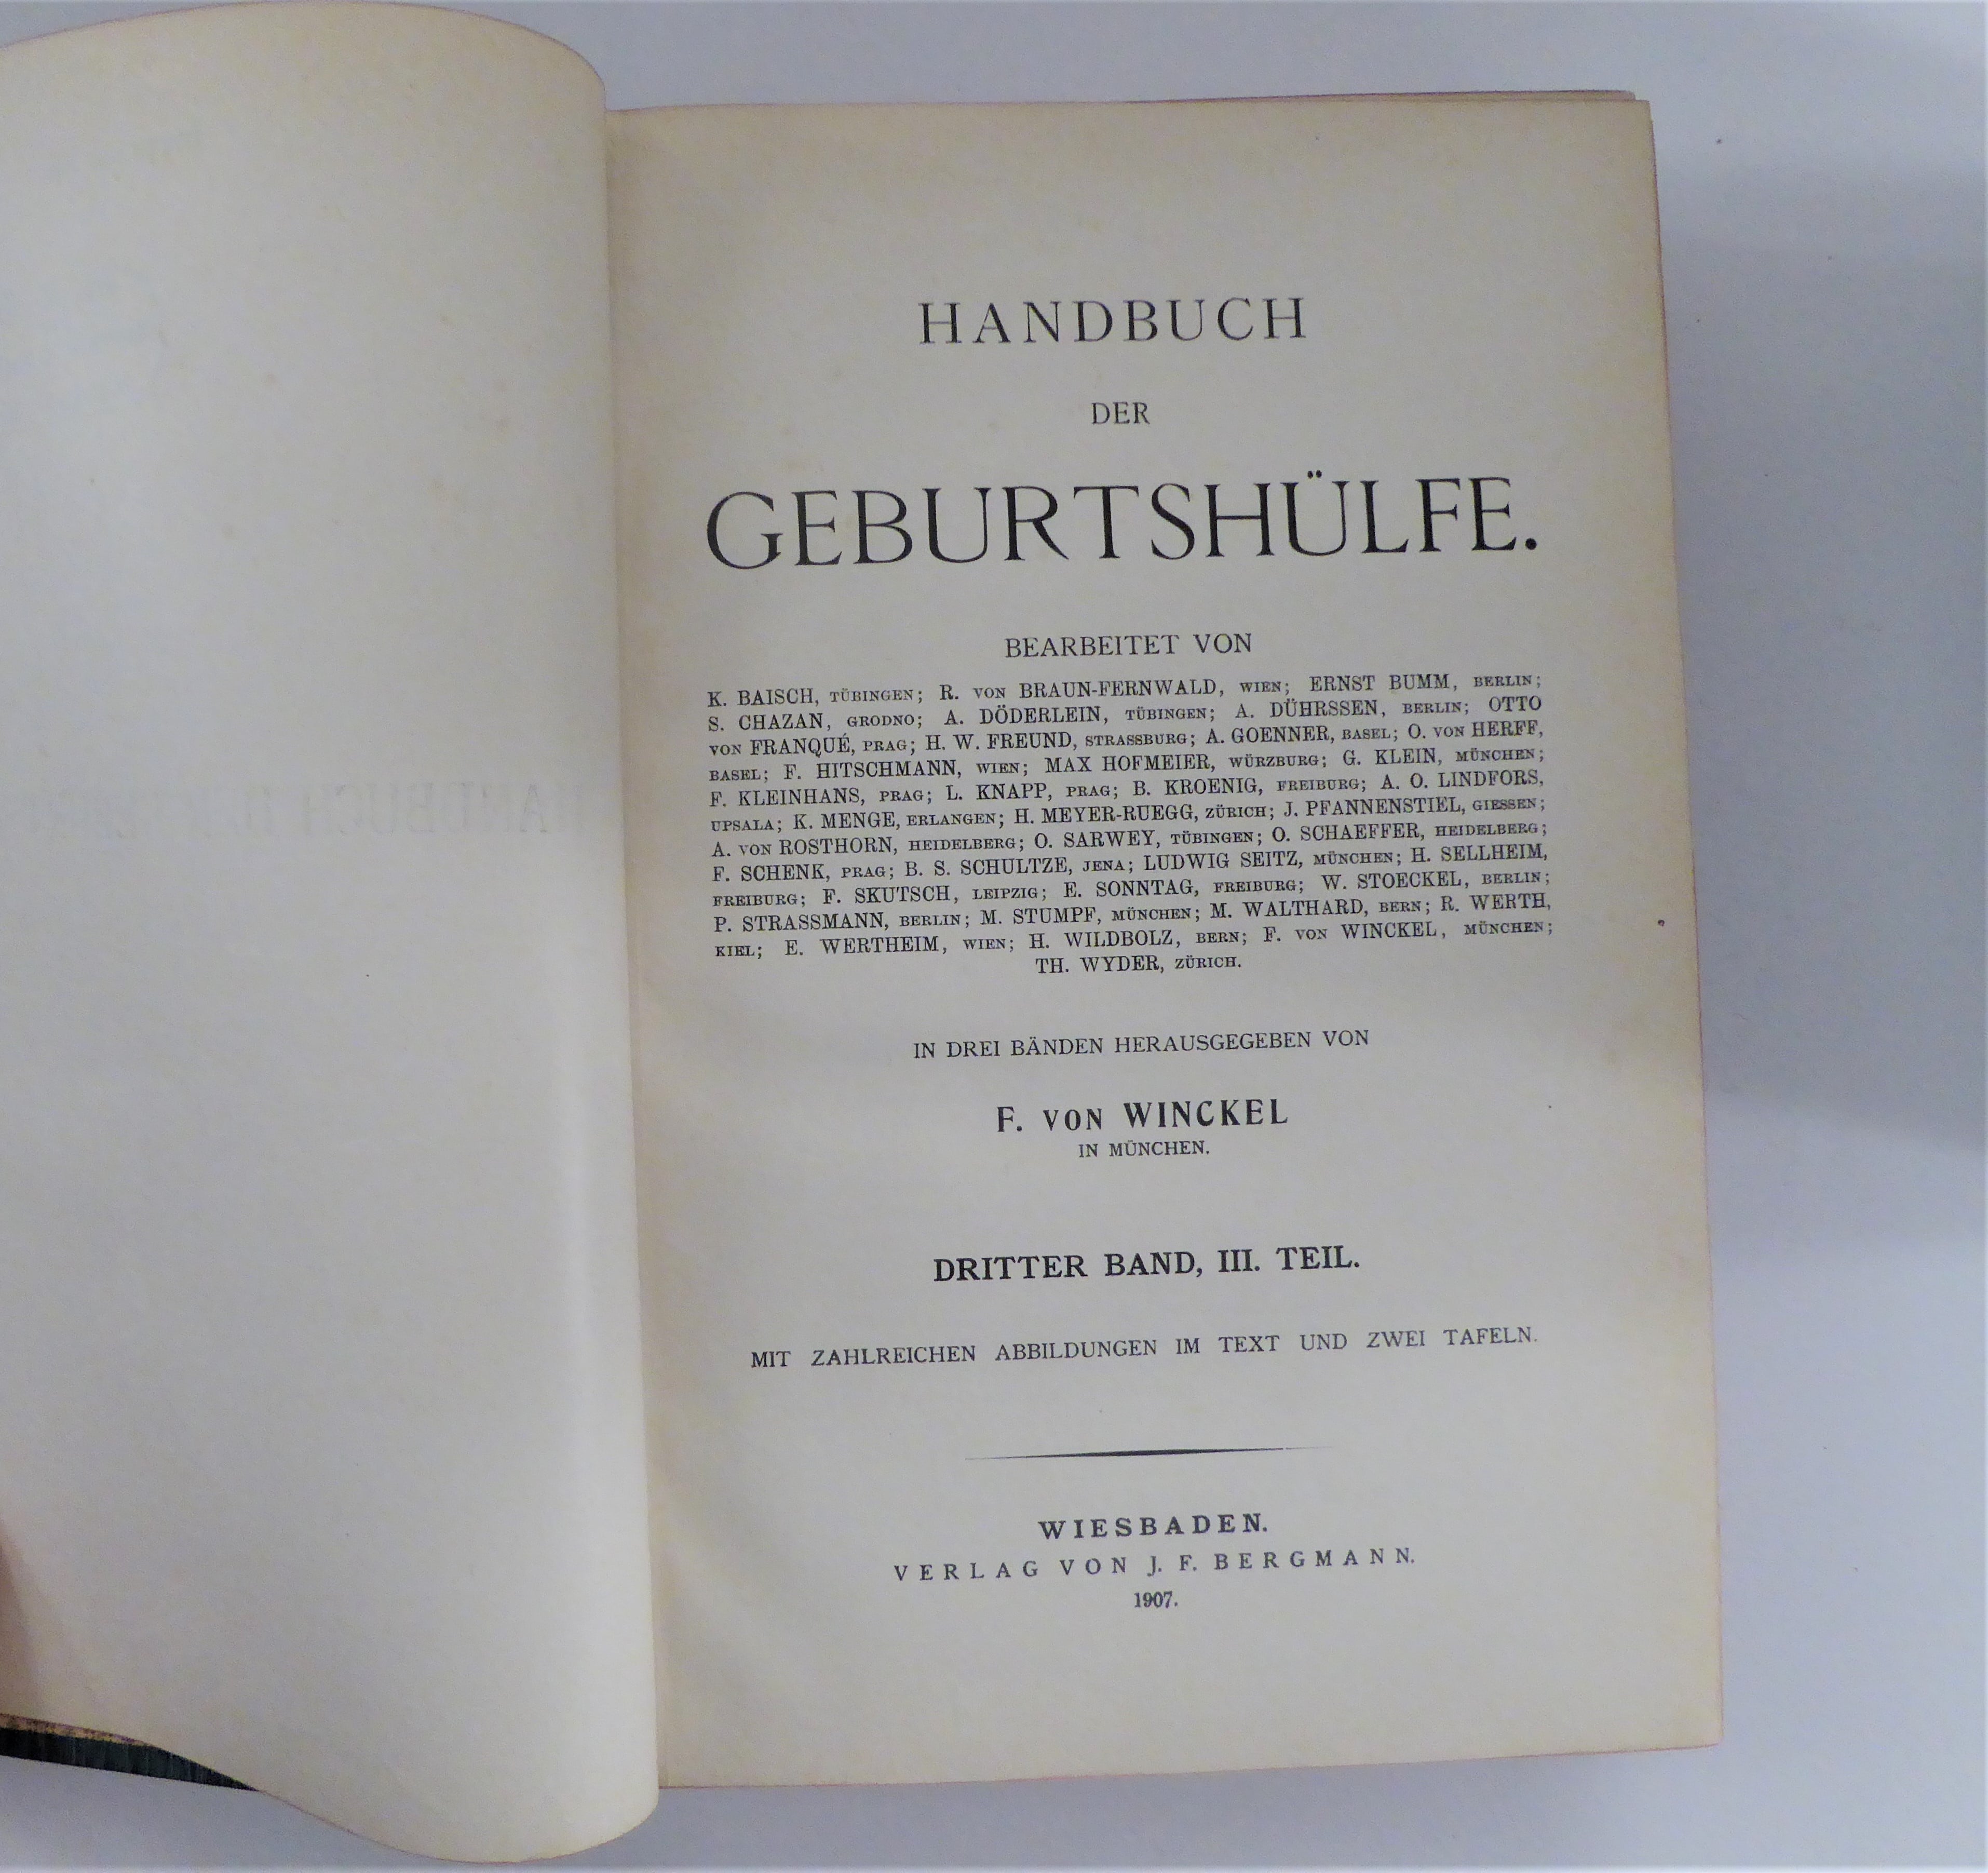 HANDBUCH
DER
GEBURTSHÜLFE.
BEARBEITET VON
K. BAISCH, TÜBINGEN; R. VON BRAUN-FERNWALD, WIEN; ERNST BUMM, BERLIN;
S. CHAZAN, GRODNO; A. DÖDERLEIN, TÜBINGEN; A. DÜHRSSEN, BERLIN; OTTO
VON FRANQUÉ, PRAG; H. W. FREUND, STRASSBURG; A. GOENNER, BASEL; O. VON HERFF,
BASEL; F. HITSCHMANN, WIEN; MAX HOFMEIER, WÜRZBURG; G. KLEIN, MÜNCHEN;
F. KLEINHANS, PRAG; L. KNAPP, PRAG; B. KROENIG, FREIBURG; A. O. LINDFORS,
UPSALA; K. MENGE, ERLANGEN; H. MEYER-RUEGG, ZÜRICH; J. PFANNENSTIEL, GIESSEN;
A. VON ROSTHORN, HEIDELBERG; O. SARWEY, TÜBINGEN; O. SCHAEFFER, HEIDELBERG;
F. SCHENK, PRAG; B. S. SCHULTZE, JENA; LUDWIG SEITZ, MÜNCHEN; H. SELLHEIM,
FREIBURG; F. SKUTSCH, LEIPZIG; E. SONNTAG, FREIBURG; W. STOECKEL, BERLIN;
P. STRASSMANN, BERLIN; M. STUMPF, MÜNCHEN; M. WALTHARD, BERN; R. WERTH,
KIEL; E. WERTHEIM, WIEN; H. WILDBOLZ, BERN; F. VON WINCKEL, MÜNCHEN;
TH. WYDER, ZÜRICH.
IN DREI BÄNDEN HERAUSGEGEBEN VON
F. VON WINCKEL
IN MÜNCHEN.
DRITTER BAND, III. TEIL.
MIT ZAHLREICHEN ABBILDUNGEN IM TEXT UND ZWEI TAFELN.
WIESBADEN.
VERLAG VON J. F. BERGMANN.
1907.